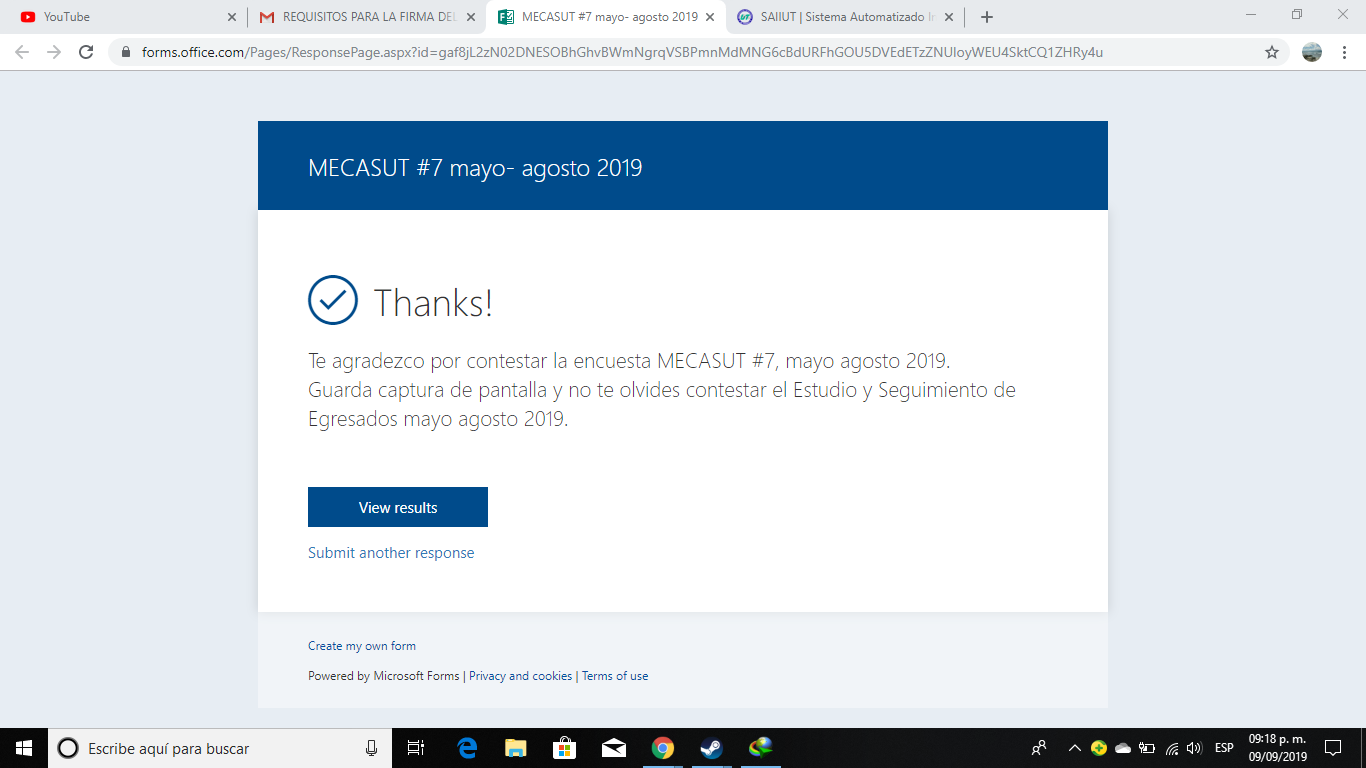 YouTube
REQUISITOS PARA LA FIRMA DEL
MECASUT #7 mayo- agosto 2019
SAIIUT | Sistema Automatizado I
forms.office.com/Pages/ResponsePage.aspx?id=gaf8jL2zN02DNESOBhGhvBWmNgrqVSBPmnMdMNG6cBdURFhGOU5DVEdETzZNUloyWEU4SktCQ1ZHRy4u
MECASUT #7 mayo- agosto 2019
Thanks!
Te agradezco por contestar la encuesta MECASUT #7, mayo agosto 2019.
Guarda captura de pantalla y no te olvides contestar el Estudio y Seguimiento de
Egresados mayo agosto 2019.
View results
Submit another response
Create my own form
Powered by Microsoft Forms | Privacy and cookies | Terms of use
Escribe aquí para buscar
ESP
09:18 p. m.
09/09/2019